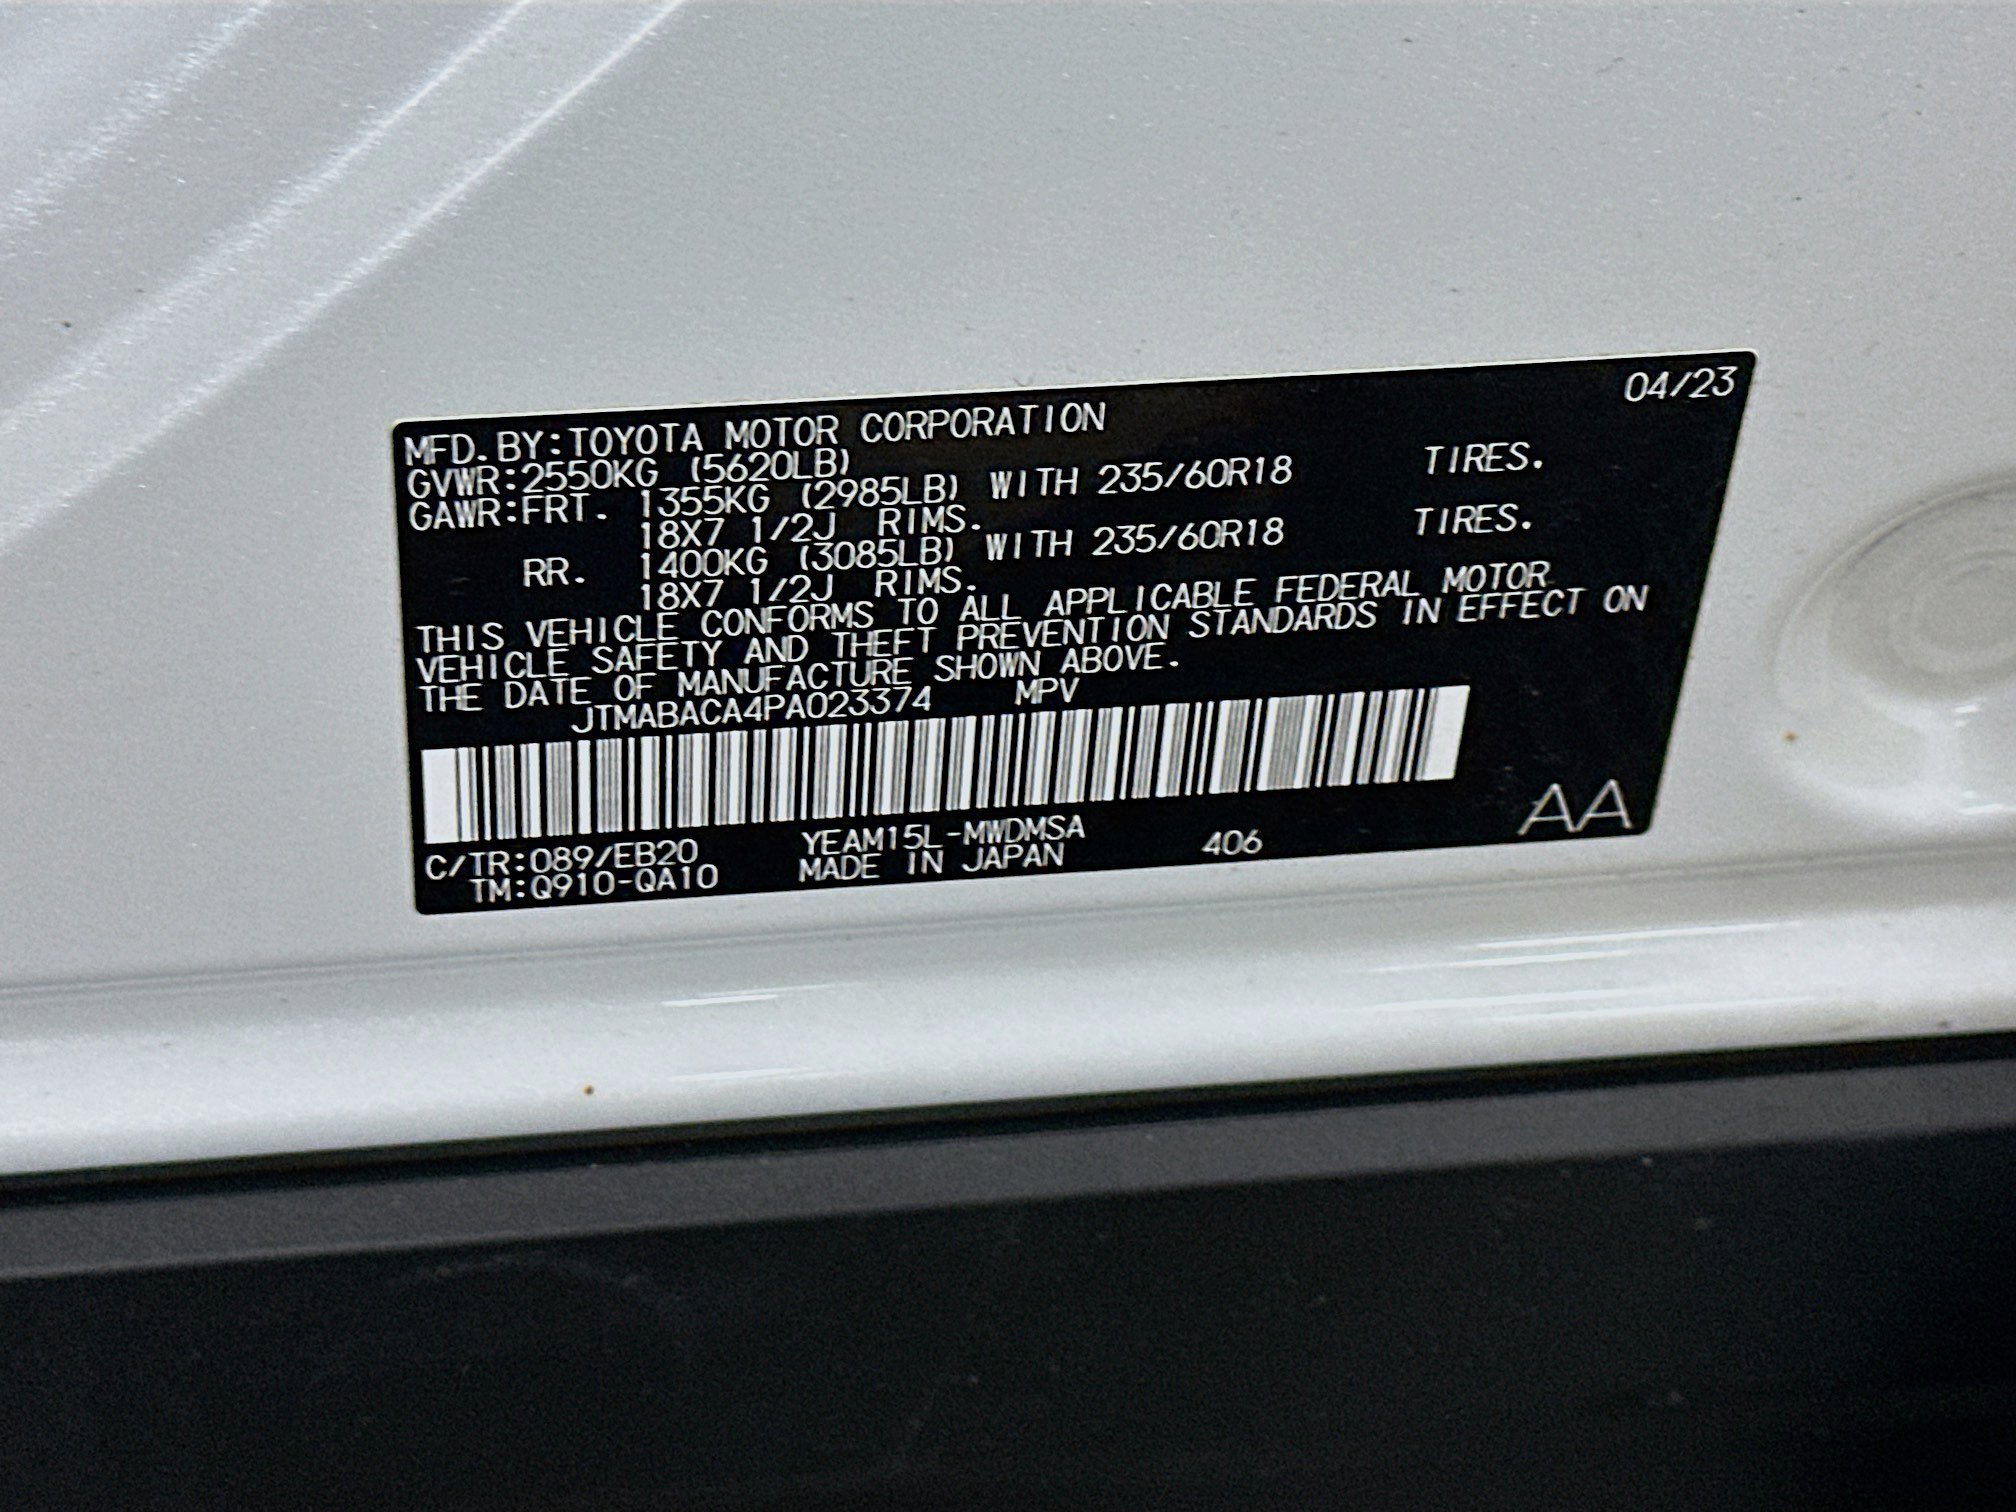 04/23
MFD.BY:TOYOTA MOTOR CORPORATION
GVWR:2550KG (5620LB)
GAWR:FRT. 1355KG (2985LB) WITH 235/60R18 TIRES.
18X7 1/2J RIMS.
RR. 1400KG (3085LB) WITH 235/60R18 TIRES.
18X7 1/2J RIMS.
THIS VEHICLE CONFORMS TO ALL APPLICABLE FEDERAL MOTOR
VEHICLE SAFETY AND THEFT PREVENTION STANDARDS IN EFFECT ON
THE DATE OF MANUFACTURE SHOWN ABOVE.
JTMABACA4PA023374 MPV
C/TR:089/EB20 YEAM15L-MWDMSA 406 AA
TM:Q910-QA10 MADE IN JAPAN